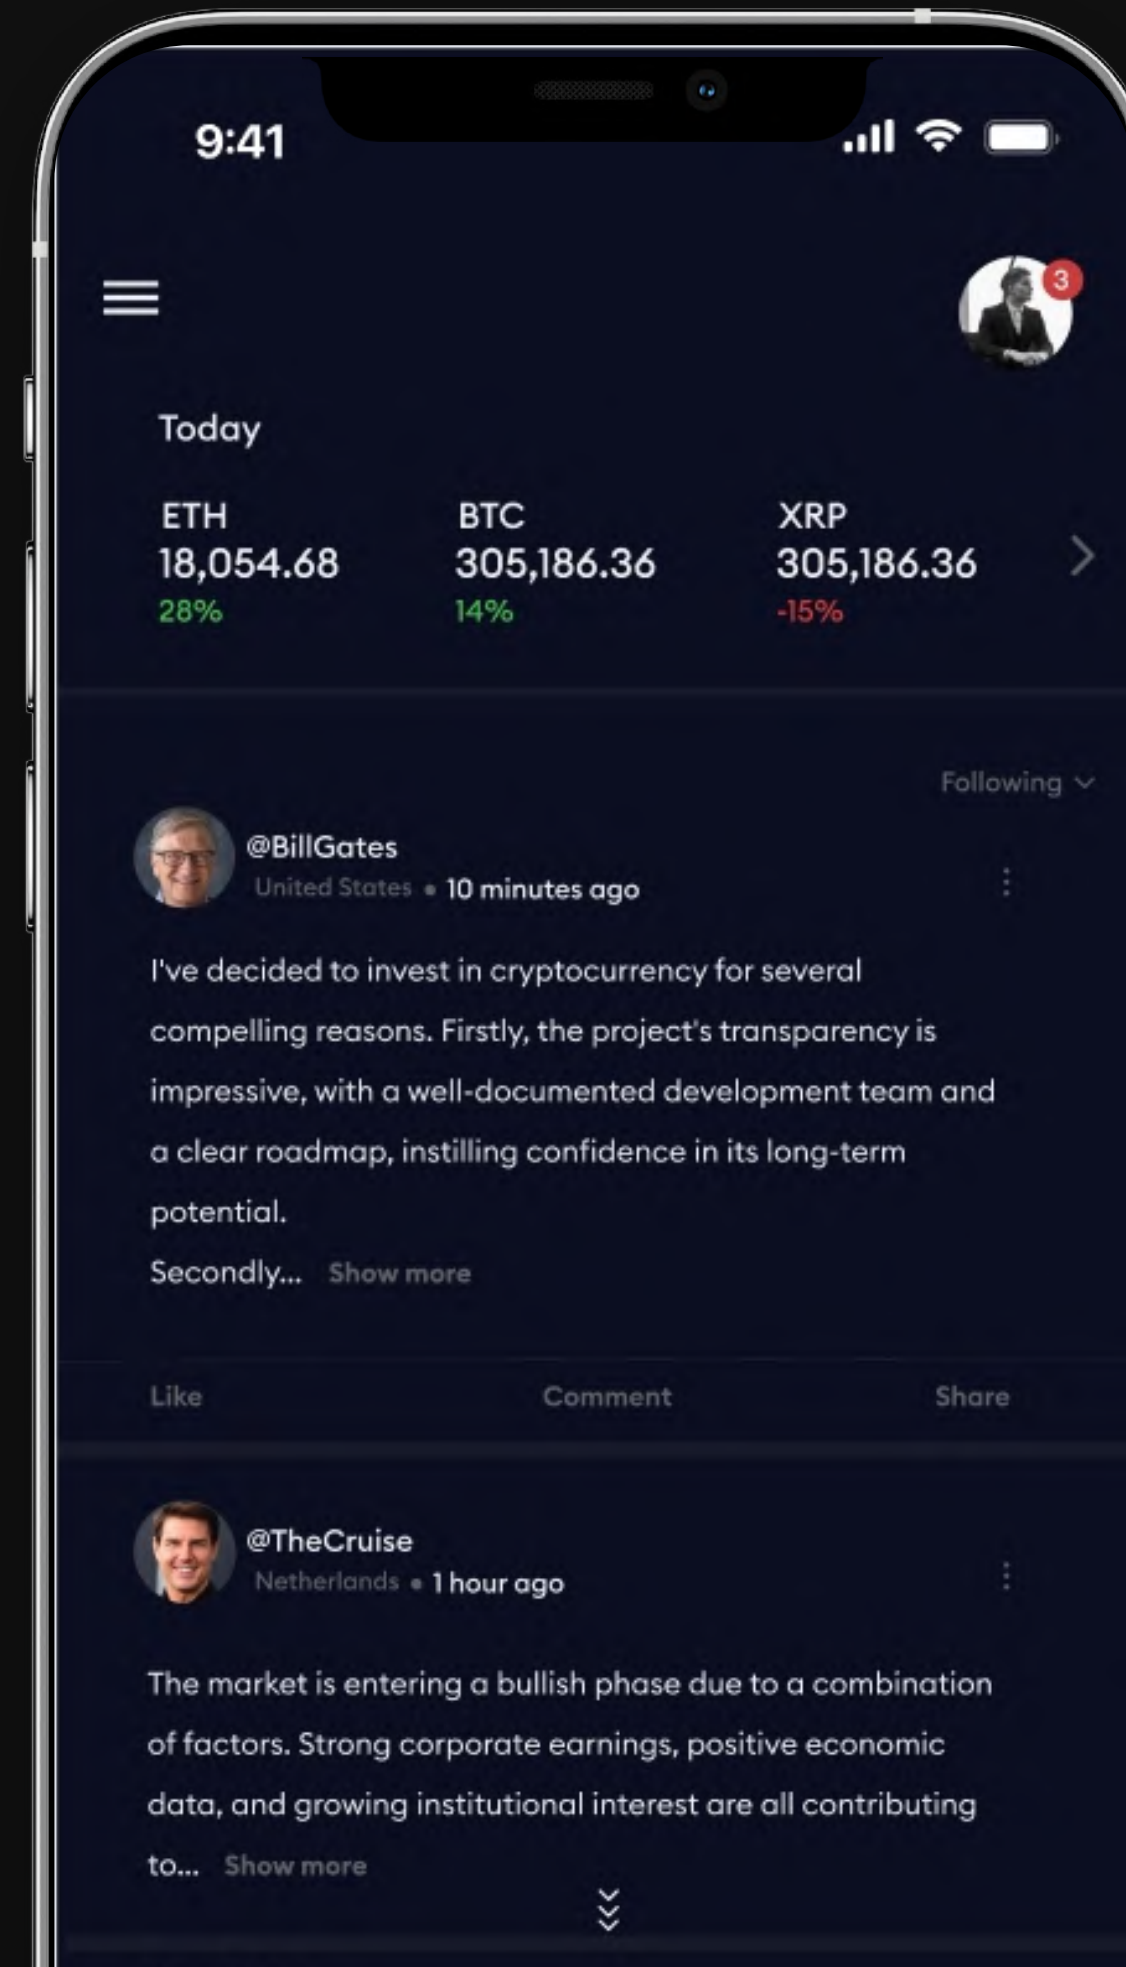 9:41
3
Today
ETH BTC XRP
18,054.68 305,186.36 305,186.36
28% 14% -15%
Following
@BillGates
United States • 10 minutes ago
I've decided to invest in cryptocurrency for several
compelling reasons. Firstly, the project's transparency is
impressive, with a well-documented development team and
a clear roadmap, instilling confidence in its long-term
potential.
Secondly... Show more
Like Comment Share
@TheCruise
Netherlands • 1 hour ago
The market is entering a bullish phase due to a combination
of factors. Strong corporate earnings, positive economic
data, and growing institutional interest are all contributing
to... Show more